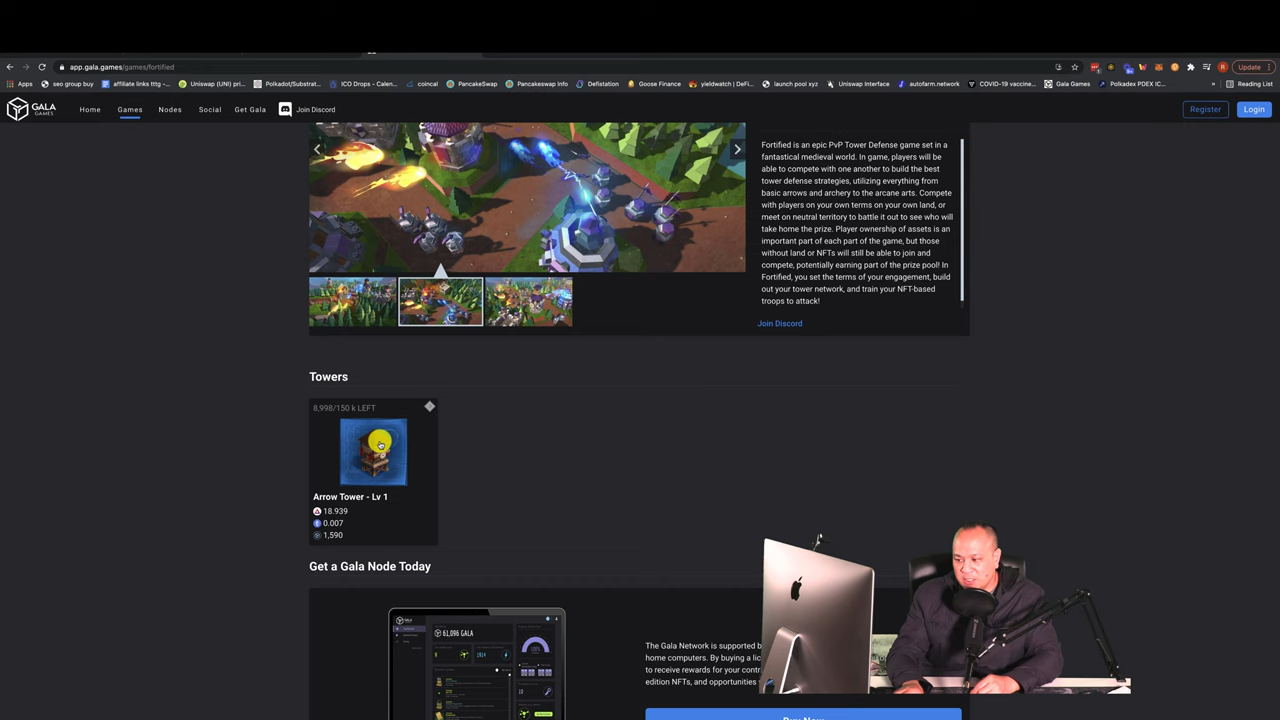 app.gala.games/games/fortified
Update
Apps
seo group buy
affiliate links tttg -...
Uniswap (UNI) pri...
Polkadot/Substrat...
ICO Drops - Calen...
coincal
PancakeSwap
Pancakeswap Info
Defistation
Goose Finance
yieldwatch | DeFi...
launch pool xyz
Uniswap Interface
autofarm.network
COVID-19 vaccine...
Gala Games
Polkadex PDEX IC...
»
Reading List
GALA
GAMES
Home
Games
Nodes
Social
Get Gala
Join Discord
Register
Login
Fortified is an epic PvP Tower Defense game set in a
fantastical medieval world. In game, players will be
able to compete with one another to build the best
tower defense strategies, utilizing everything from
basic arrows and archery to the arcane arts. Compete
with players on your own terms on your own land, or
meet on neutral territory to battle it out to see who will
take home the prize. Player ownership of assets is an
important part of each part of the game, but those
without land or NFTs will still be able to join and
compete, potentially earning part of the prize pool! In
Fortified, you set the terms of your engagement, build
out your tower network, and train your NFT-based
troops to attack!
Join Discord
Towers
8,998/150 k LEFT
Arrow Tower - Lv 1
18.939
0.007
1,590
Get a Gala Node Today
GALA
61,096 GALA
1914
100%
18
The Gala Network is supported b
home computers. By buying a lic
to receive rewards for your cont
edition NFTs, and opportunities
Buy Now